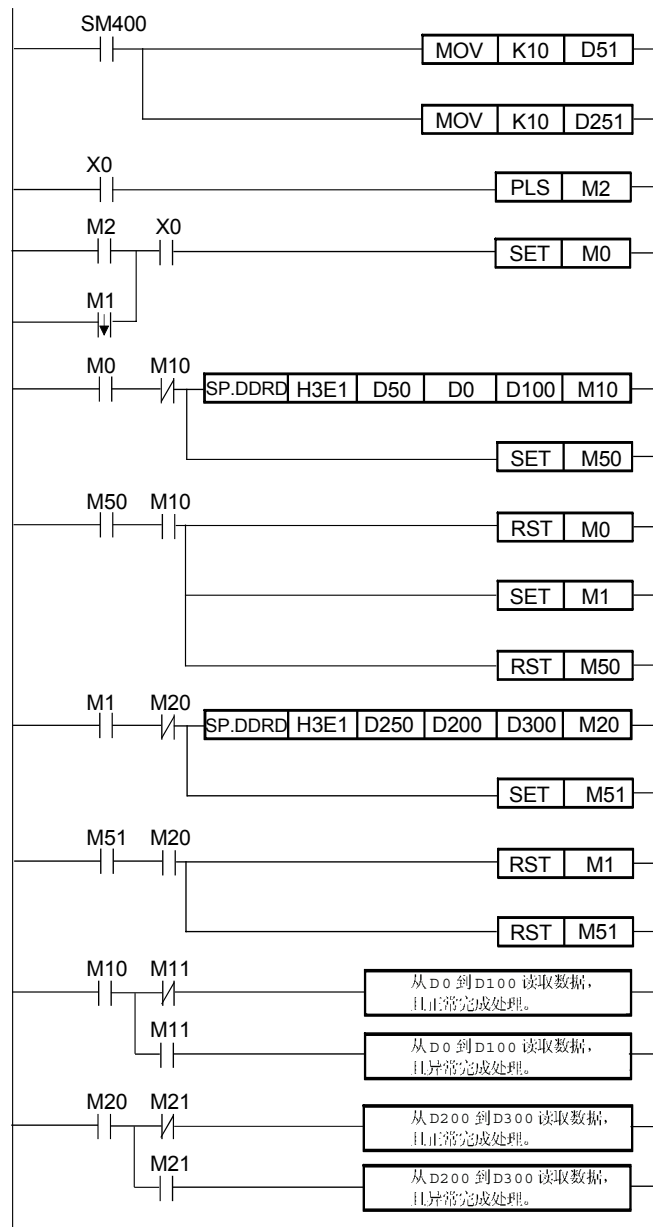 SM400
MOV K10 D51
MOV K10 D251
X0
PLS M2
M2 X0
SET M0
M1
M0 M10
SP.DDRD H3E1 D50 D0 D100 M10
SET M50
M50 M10
RST M0
SET M1
RST M50
M1 M20
SP.DDRD H3E1 D250 D200 D300 M20
SET M51
M51 M20
RST M1
RST M51
M10 M11
从D0 到D100 读取数据，
且正常完成处理。
M11
从D0 到D100 读取数据，
且异常完成处理。
M20 M21
从D200 到D300 读取数据，
且正常完成处理。
M21
从D200 到D300 读取数据，
且异常完成处理。